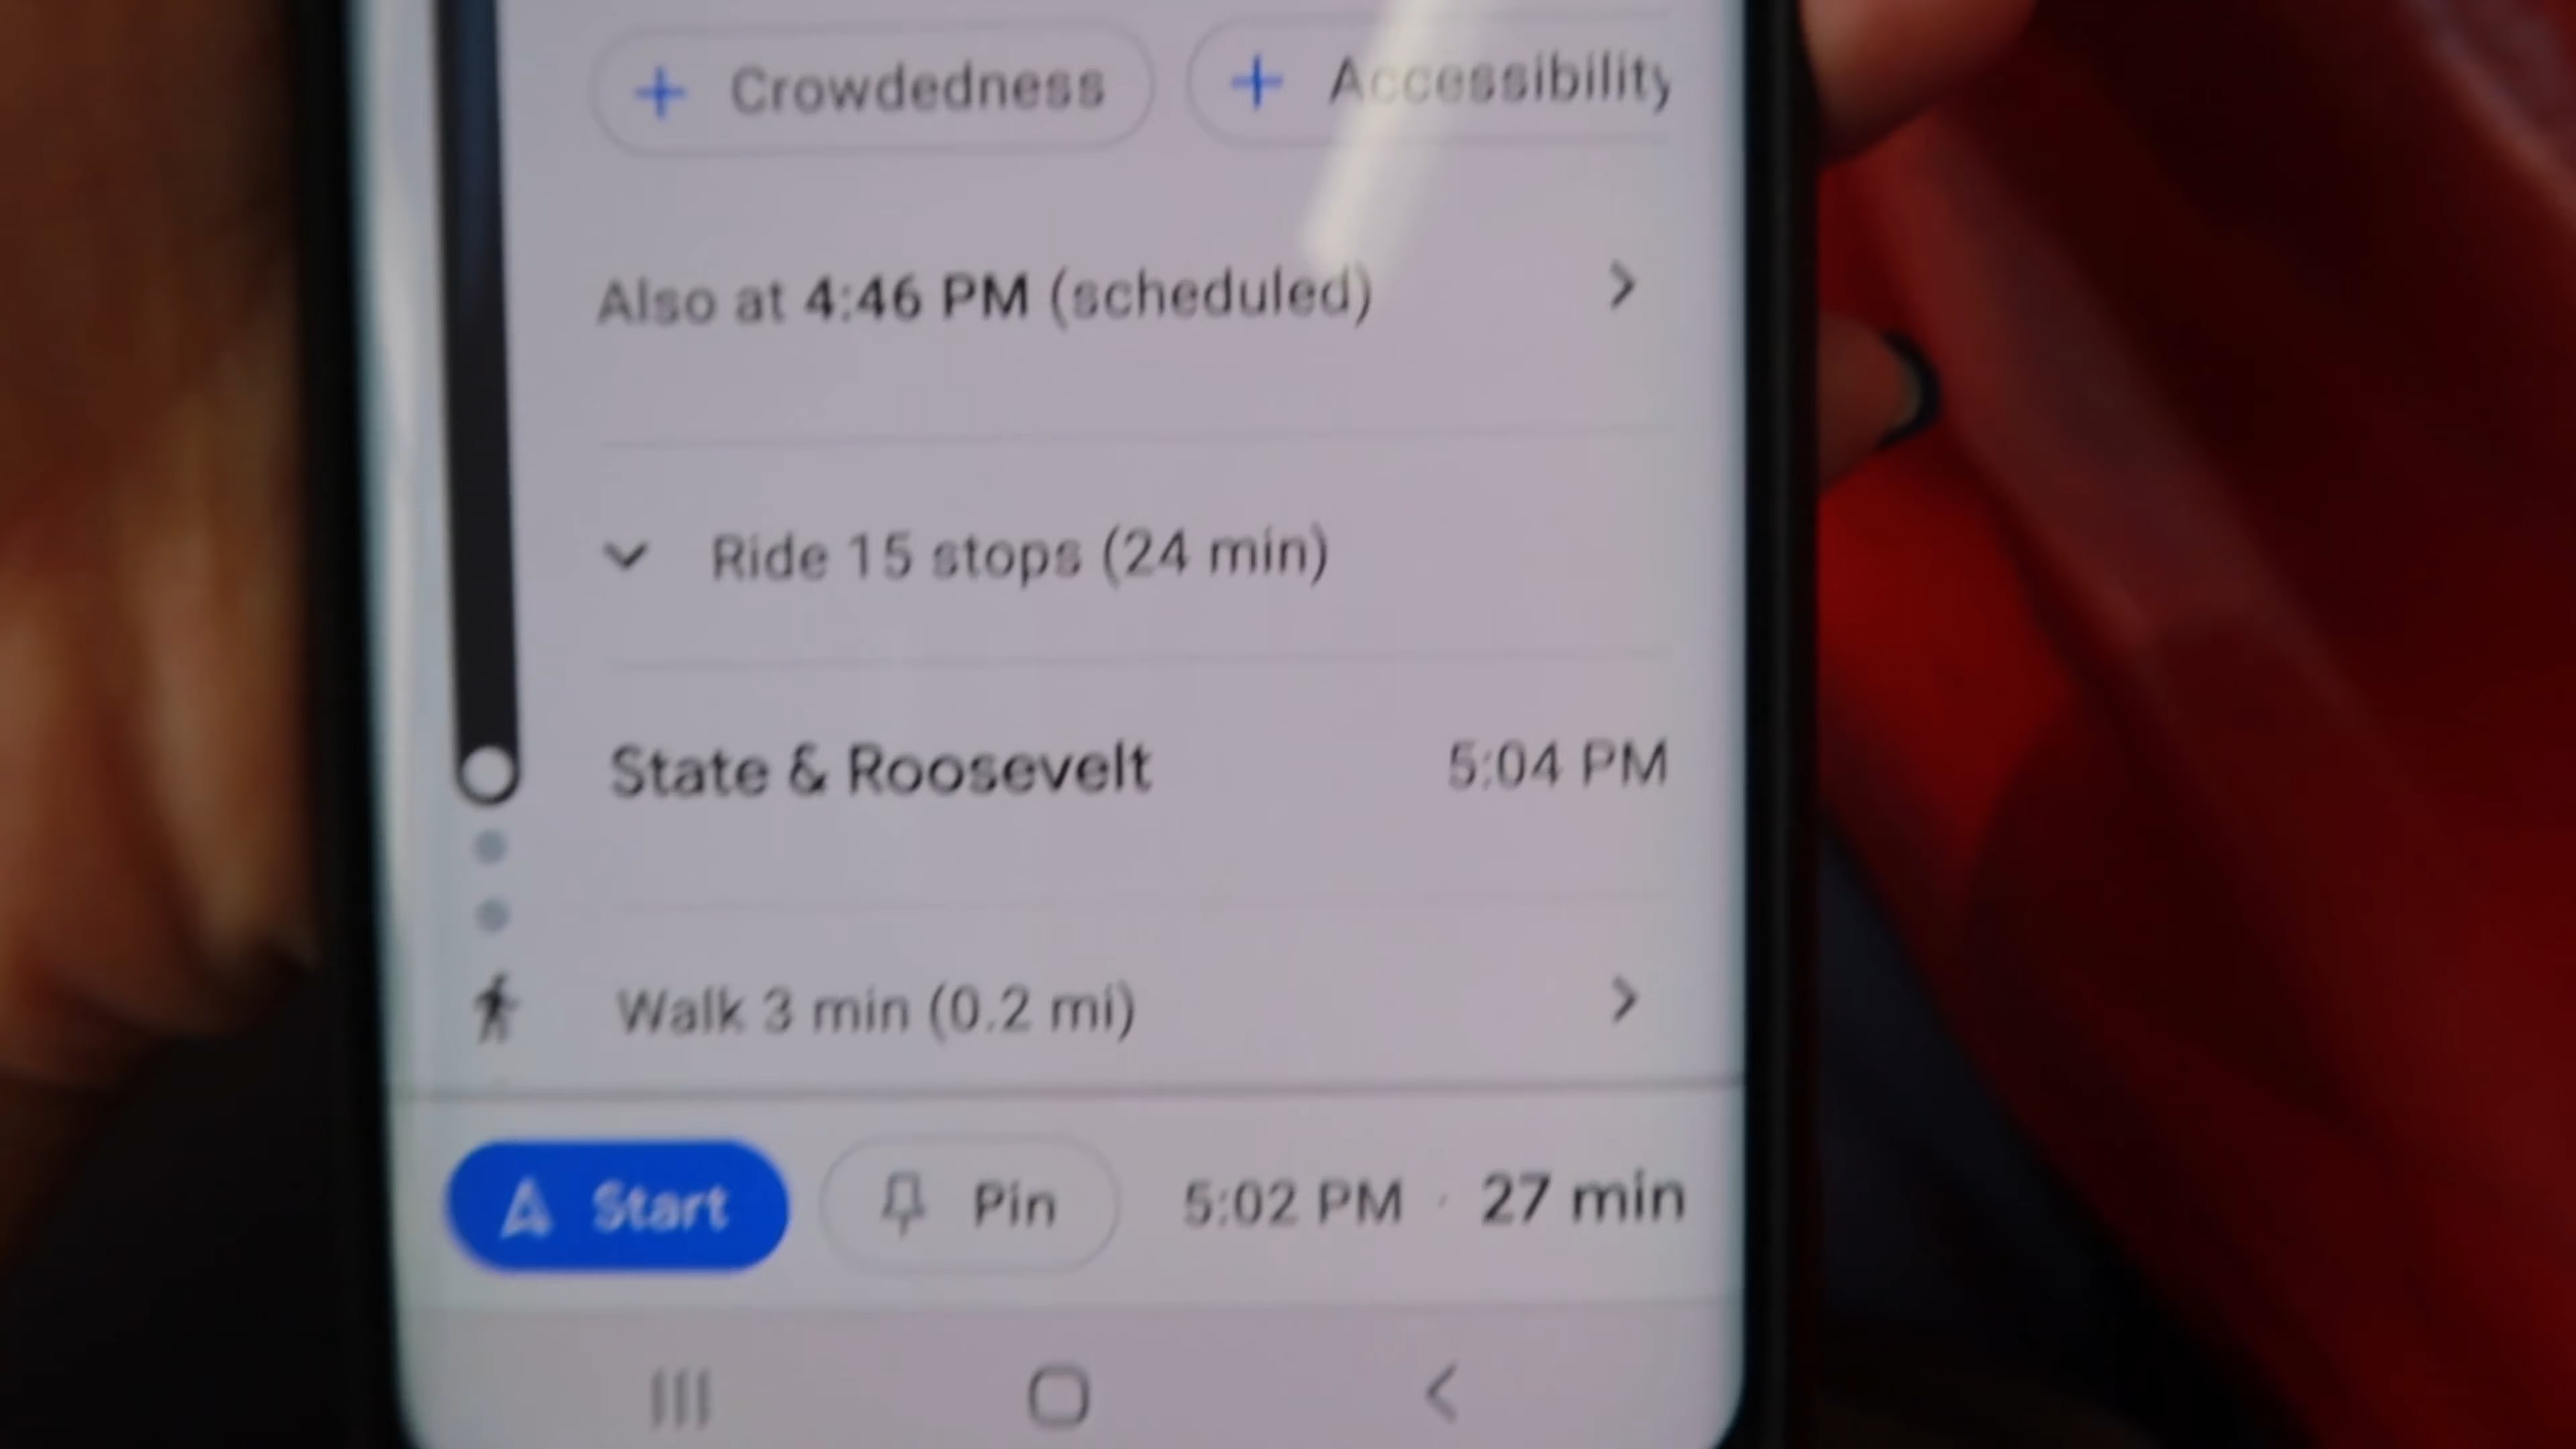 + Crowdedness + Accessibility
Also at 4:46 PM (scheduled) >
Ride 15 stops (24 min)
State & Roosevelt 5:04 PM
Walk 3 min (0.2 mi) >
Start Pin 5:02 PM · 27 min